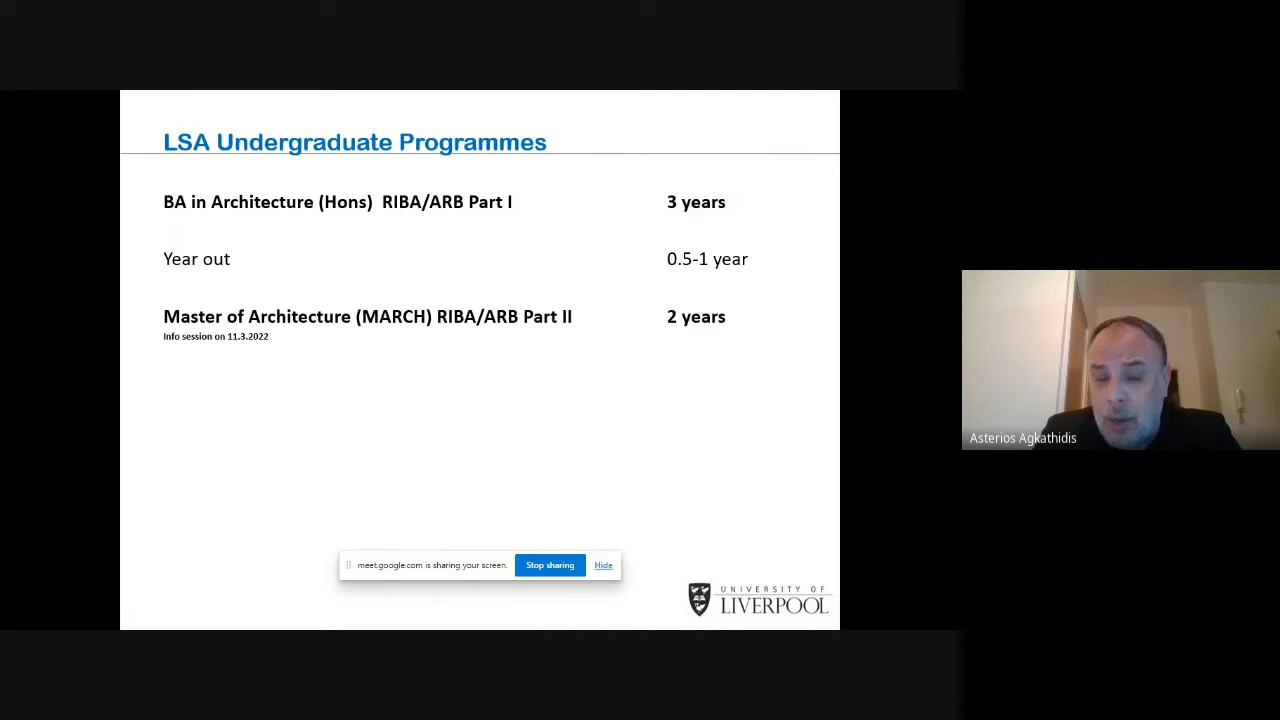 LSA Undergraduate Programmes
BA in Architecture (Hons) RIBA/ARB Part I 3 years
Year out 0.5-1 year
Master of Architecture (MARCH) RIBA/ARB Part II 2 years
Info session on 11.3.2022
Asterios Agkathidis
meet.google.com is sharing your screen. Stop sharing Hide
UNIVERSITY OF
LIVERPOOL